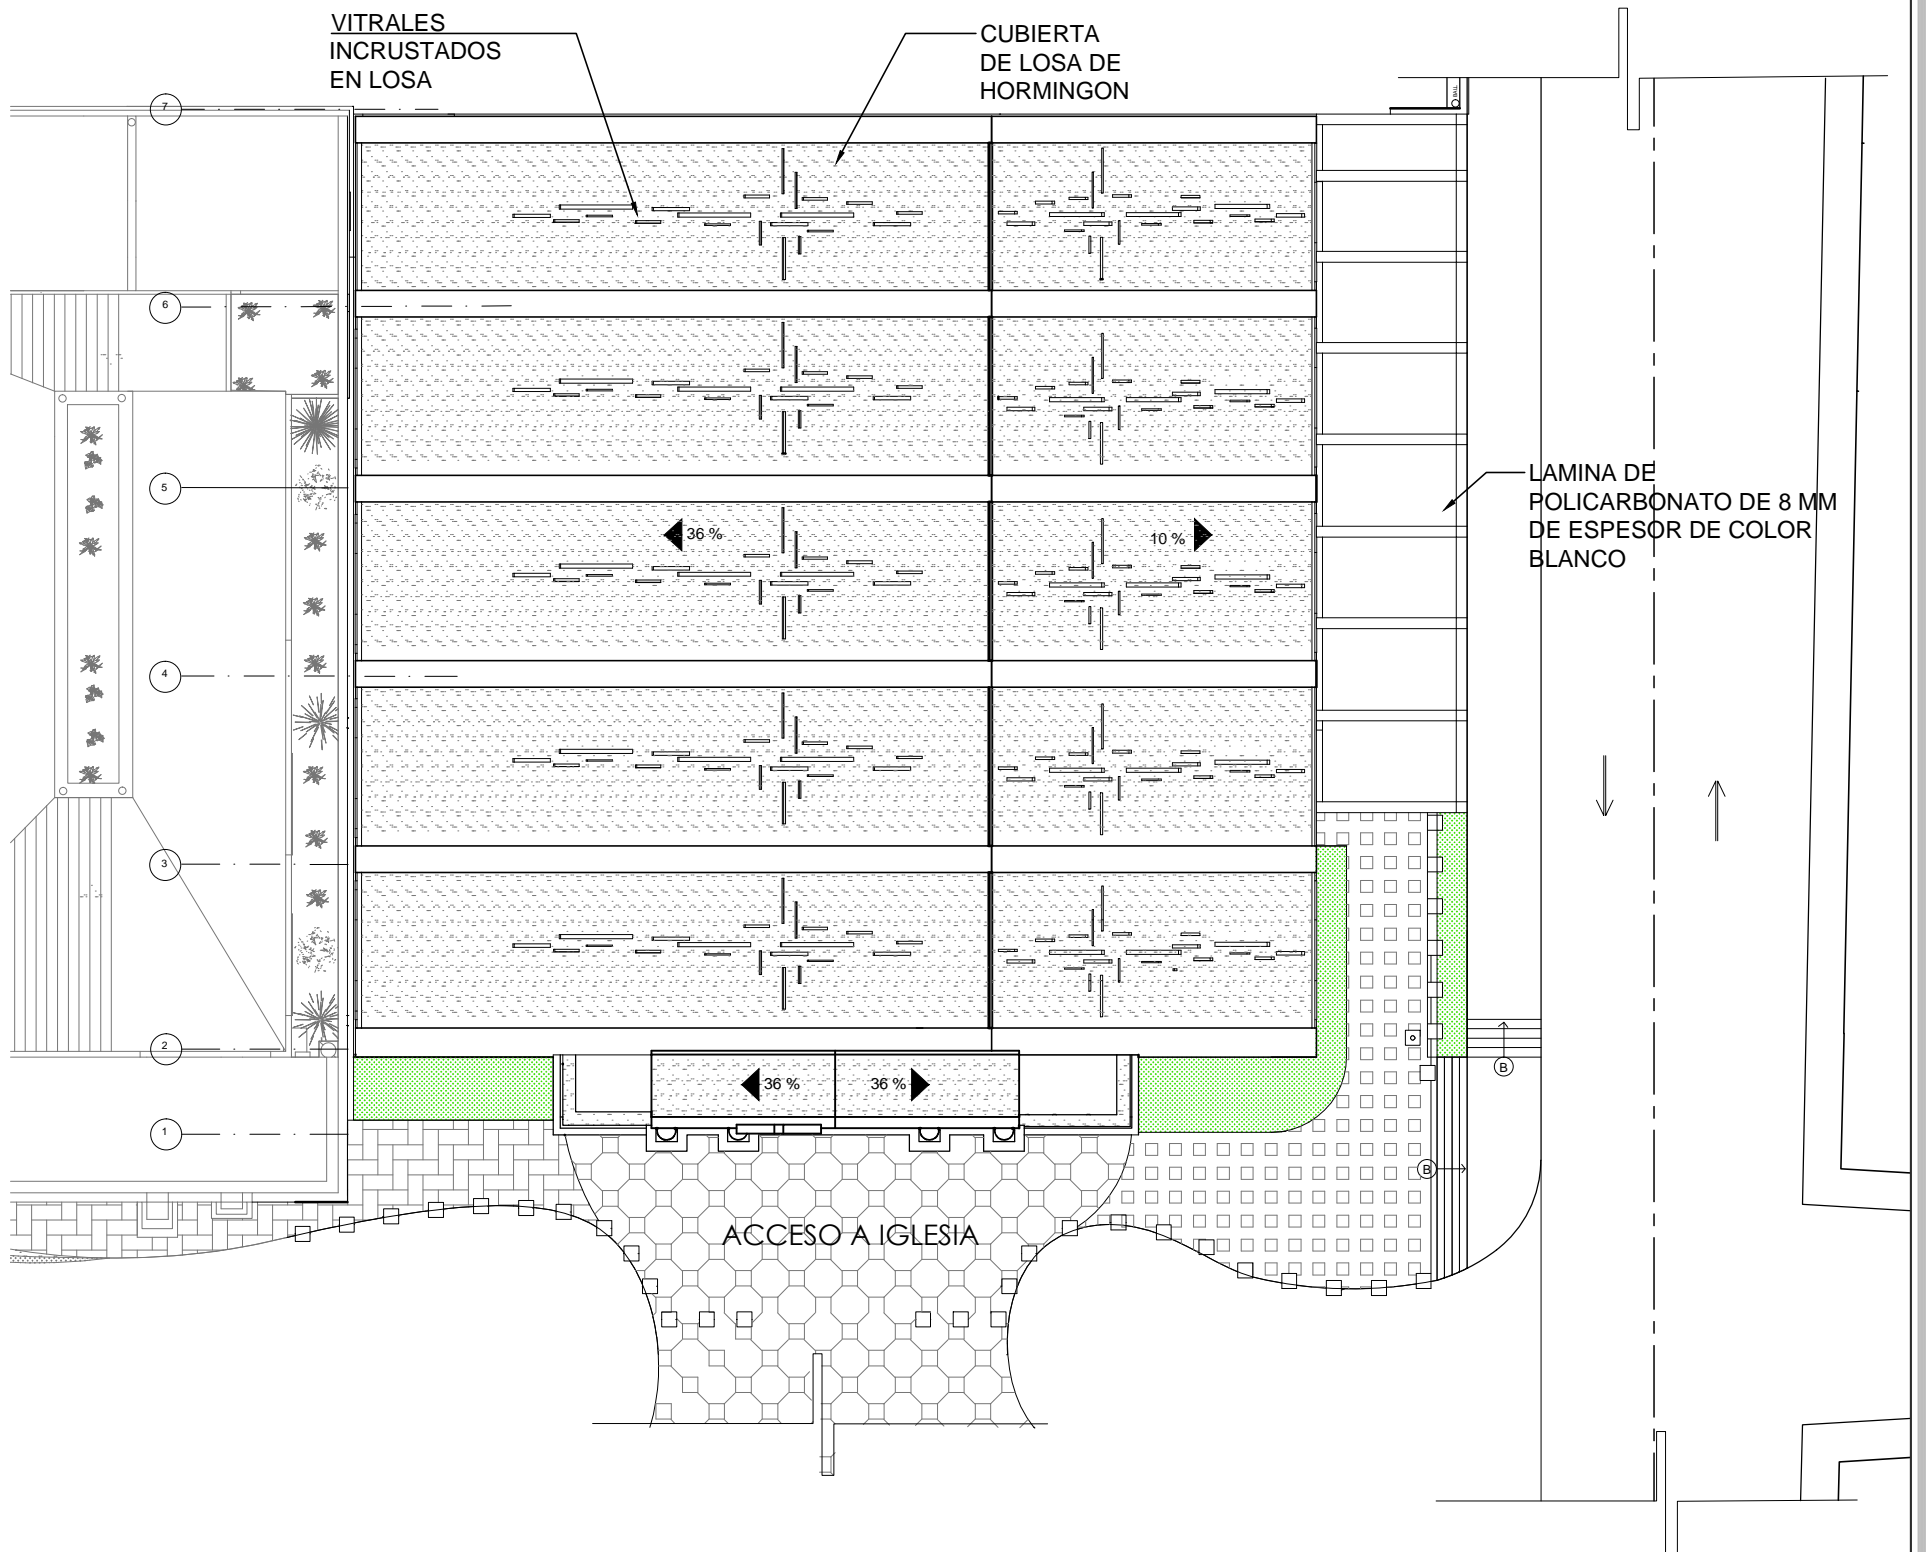 VITRALES
INCRUSTADOS
EN LOSA
CUBIERTA
DE LOSA DE
HORMINGON
7
6
5
LAMINA DE
POLICARBONATO DE 8 MM
DE ESPESOR DE COLOR
BLANCO
36 %
10 %
4
3
2
B
36 %
36 %
1
B
ACCESO A IGLESIA